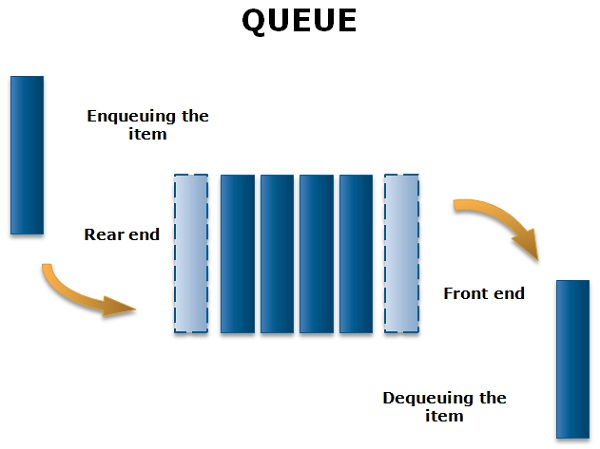 QUEUE
Enqueuing the
item
Rear end
Front end
Dequeuing the
item